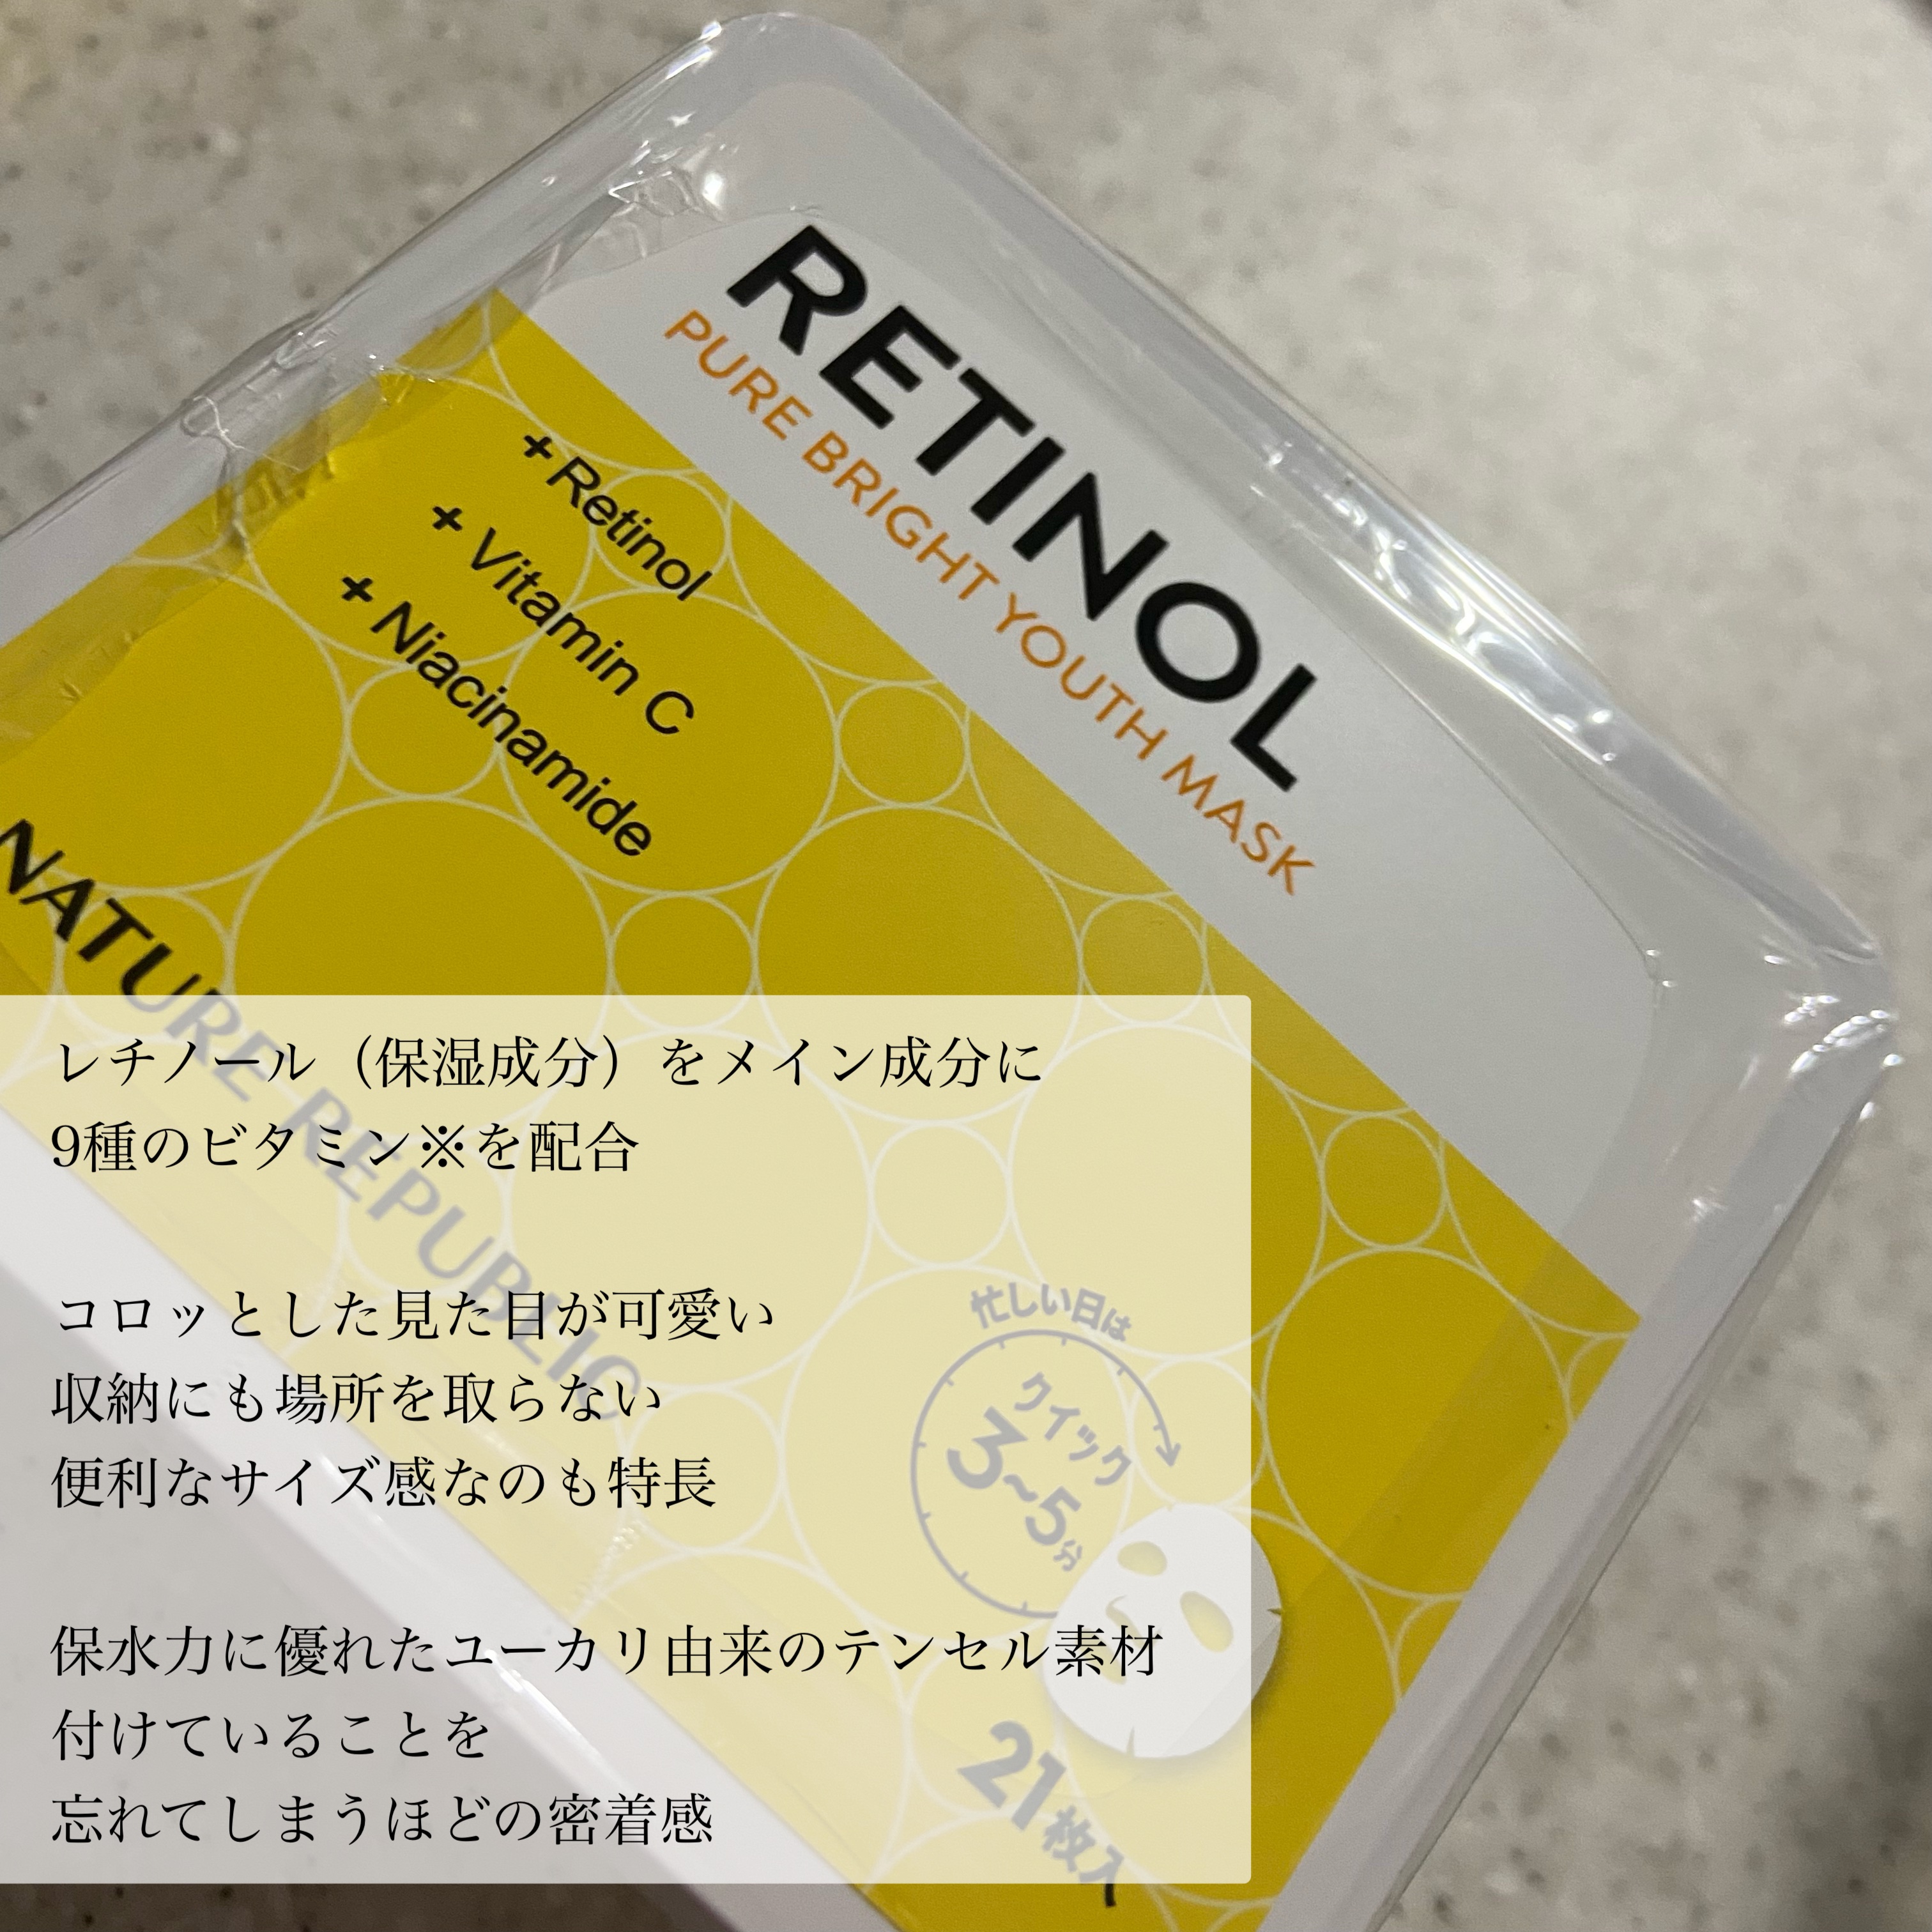 RETINOL
PURE BRIGHT YOUTH MASK
+ Retinol
+ Vitamin C
+ Niacinamide
NATURE REPUBLIC
忙しい日は
クイック
3~5分
21枚入
レチノール（保湿成分）をメイン成分に
9種のビタミン※を配合
コロッとした見た目が可愛い
収納にも場所を取らない
便利なサイズ感なのも特長
保水力に優れたユーカリ由来のテンセル素材
付けていることを
忘れてしまうほどの密着感